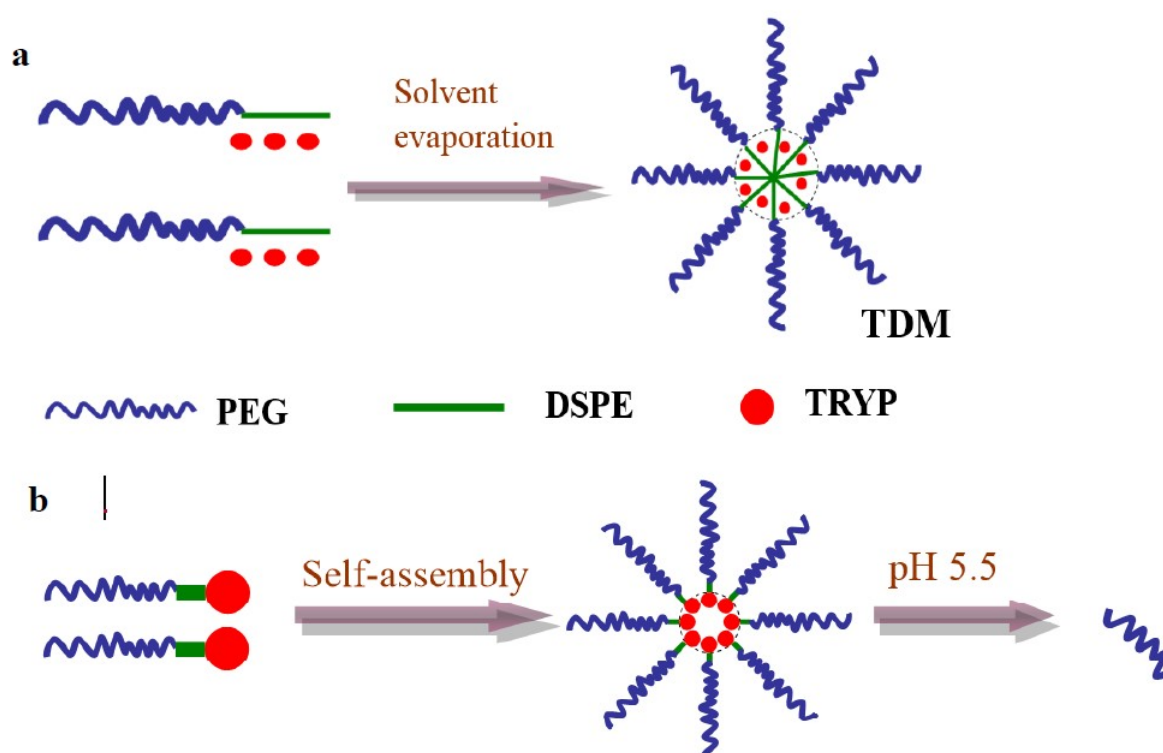 a
Solvent
evaporation
TDM
PEG
DSPE
TRYP
b
Self-assembly
pH 5.5